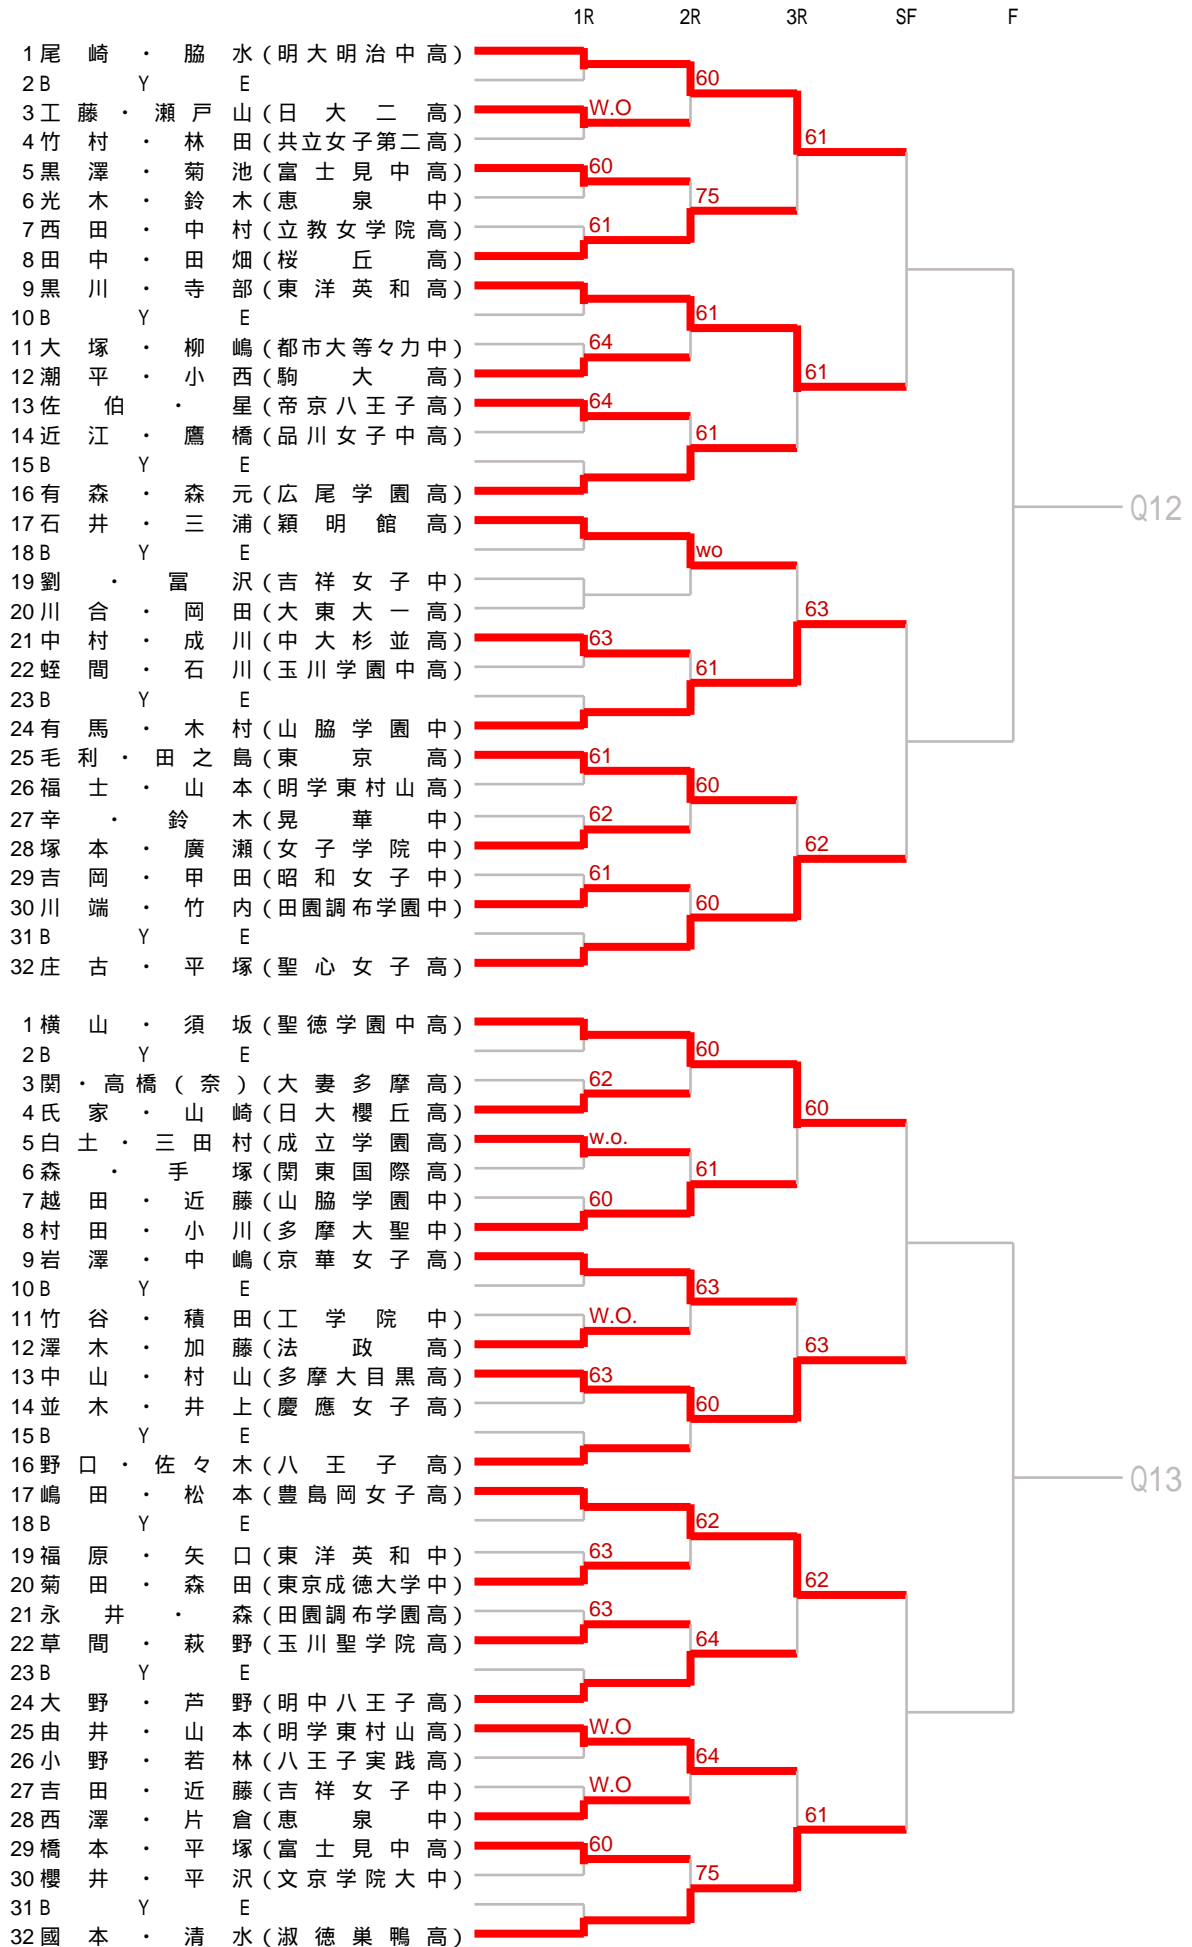 1R 2R 3R SF F
1 尾崎・脇水(明大明治中高)
2 BYE 60
3 工藤・瀬戸山(日大二高) W.O
4 竹村・林田(共立女子第二高) 61
5 黒澤・菊池(富士見中高) 60
6 光木・鈴木(恵泉中) 75
7 西田・中村(立教女学院高) 61
8 田中・田畑(桜丘高)
9 黒川・寺部(東洋英和高)
10 BYE 61
11 大塚・柳嶋(都市大等々力中) 64
12 潮平・小西(駒大高) 61
13 佐伯・星(帝京八王子高) 64
14 近江・鷹橋(品川女子中高) 61
15 BYE
16 有森・森元(広尾学園高)
Q12
17 石井・三浦(穎明館高)
18 BYE wo
19 劉・冨沢(吉祥女子中)
20 川合・岡田(大東大一高) 63
21 中村・成川(中大杉並高) 63
22 蛭間・石川(玉川学園中高) 61
23 BYE
24 有馬・木村(山脇学園中)
25 毛利・田之島(東京高) 61
26 福士・山本(明学東村山高) 60
27 辛・鈴木(晃華中) 62
28 塚本・廣瀬(女子学院中) 62
29 吉岡・甲田(昭和女子中) 61
30 川端・竹内(田園調布学園中) 60
31 BYE
32 庄古・平塚(聖心女子高)
1 横山・須坂(聖徳学園中高)
2 BYE 60
3 関・高橋(奈)(大妻多摩高) 62
4 氏家・山崎(日大櫻丘高) 60
5 白土・三田村(成立学園高) w.o.
6 森・手塚(関東国際高) 61
7 越田・近藤(山脇学園中) 60
8 村田・小川(多摩大聖中)
9 岩澤・中嶋(京華女子高)
10 BYE 63
11 竹谷・積田(工学院中) W.O.
12 澤木・加藤(法政高) 63
13 中山・村山(多摩大目黒高) 63
14 並木・井上(慶應女子高) 60
15 BYE
16 野口・佐々木(八王子高)
Q13
17 嶋田・松本(豊島岡女子高)
18 BYE 62
19 福原・矢口(東洋英和中) 63
20 菊田・森田(東京成徳大学中) 62
21 永井・森(田園調布学園高) 63
22 草間・萩野(玉川聖学院高) 64
23 BYE
24 大野・芦野(明中八王子高)
25 由井・山本(明学東村山高) W.O
26 小野・若林(八王子実践高) 64
27 吉田・近藤(吉祥女子中) W.O
28 西澤・片倉(恵泉中) 61
29 橋本・平塚(富士見中高) 60
30 櫻井・平沢(文京学院大中) 75
31 BYE
32 國本・清水(淑徳巣鴨高)